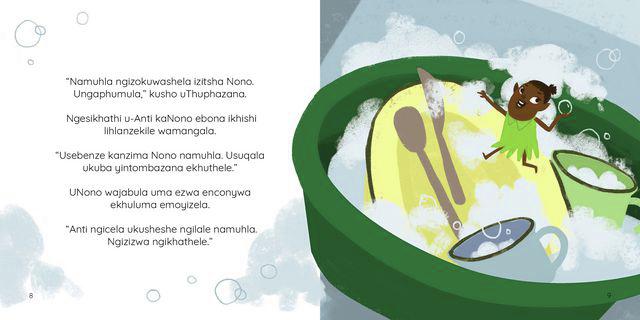 “Namuhla ngizokuwashela izitsha Nono.
Ungaphumula,” kusho uThuphazana.
Ngesikhathi u-Anti kaNono ebona ikhishi
lihlanzekile wamangala.
“Usebenze kanzima Nono namuhla. Usuqala
ukuba yintombazana ekhuthele.”
UNono wajabula uma ezwa enconywa
ekhuluma emoyizela.
“Anti ngicela ukusheshe ngilale namuhla.
Ngizizwa ngikhathele.”
8
9